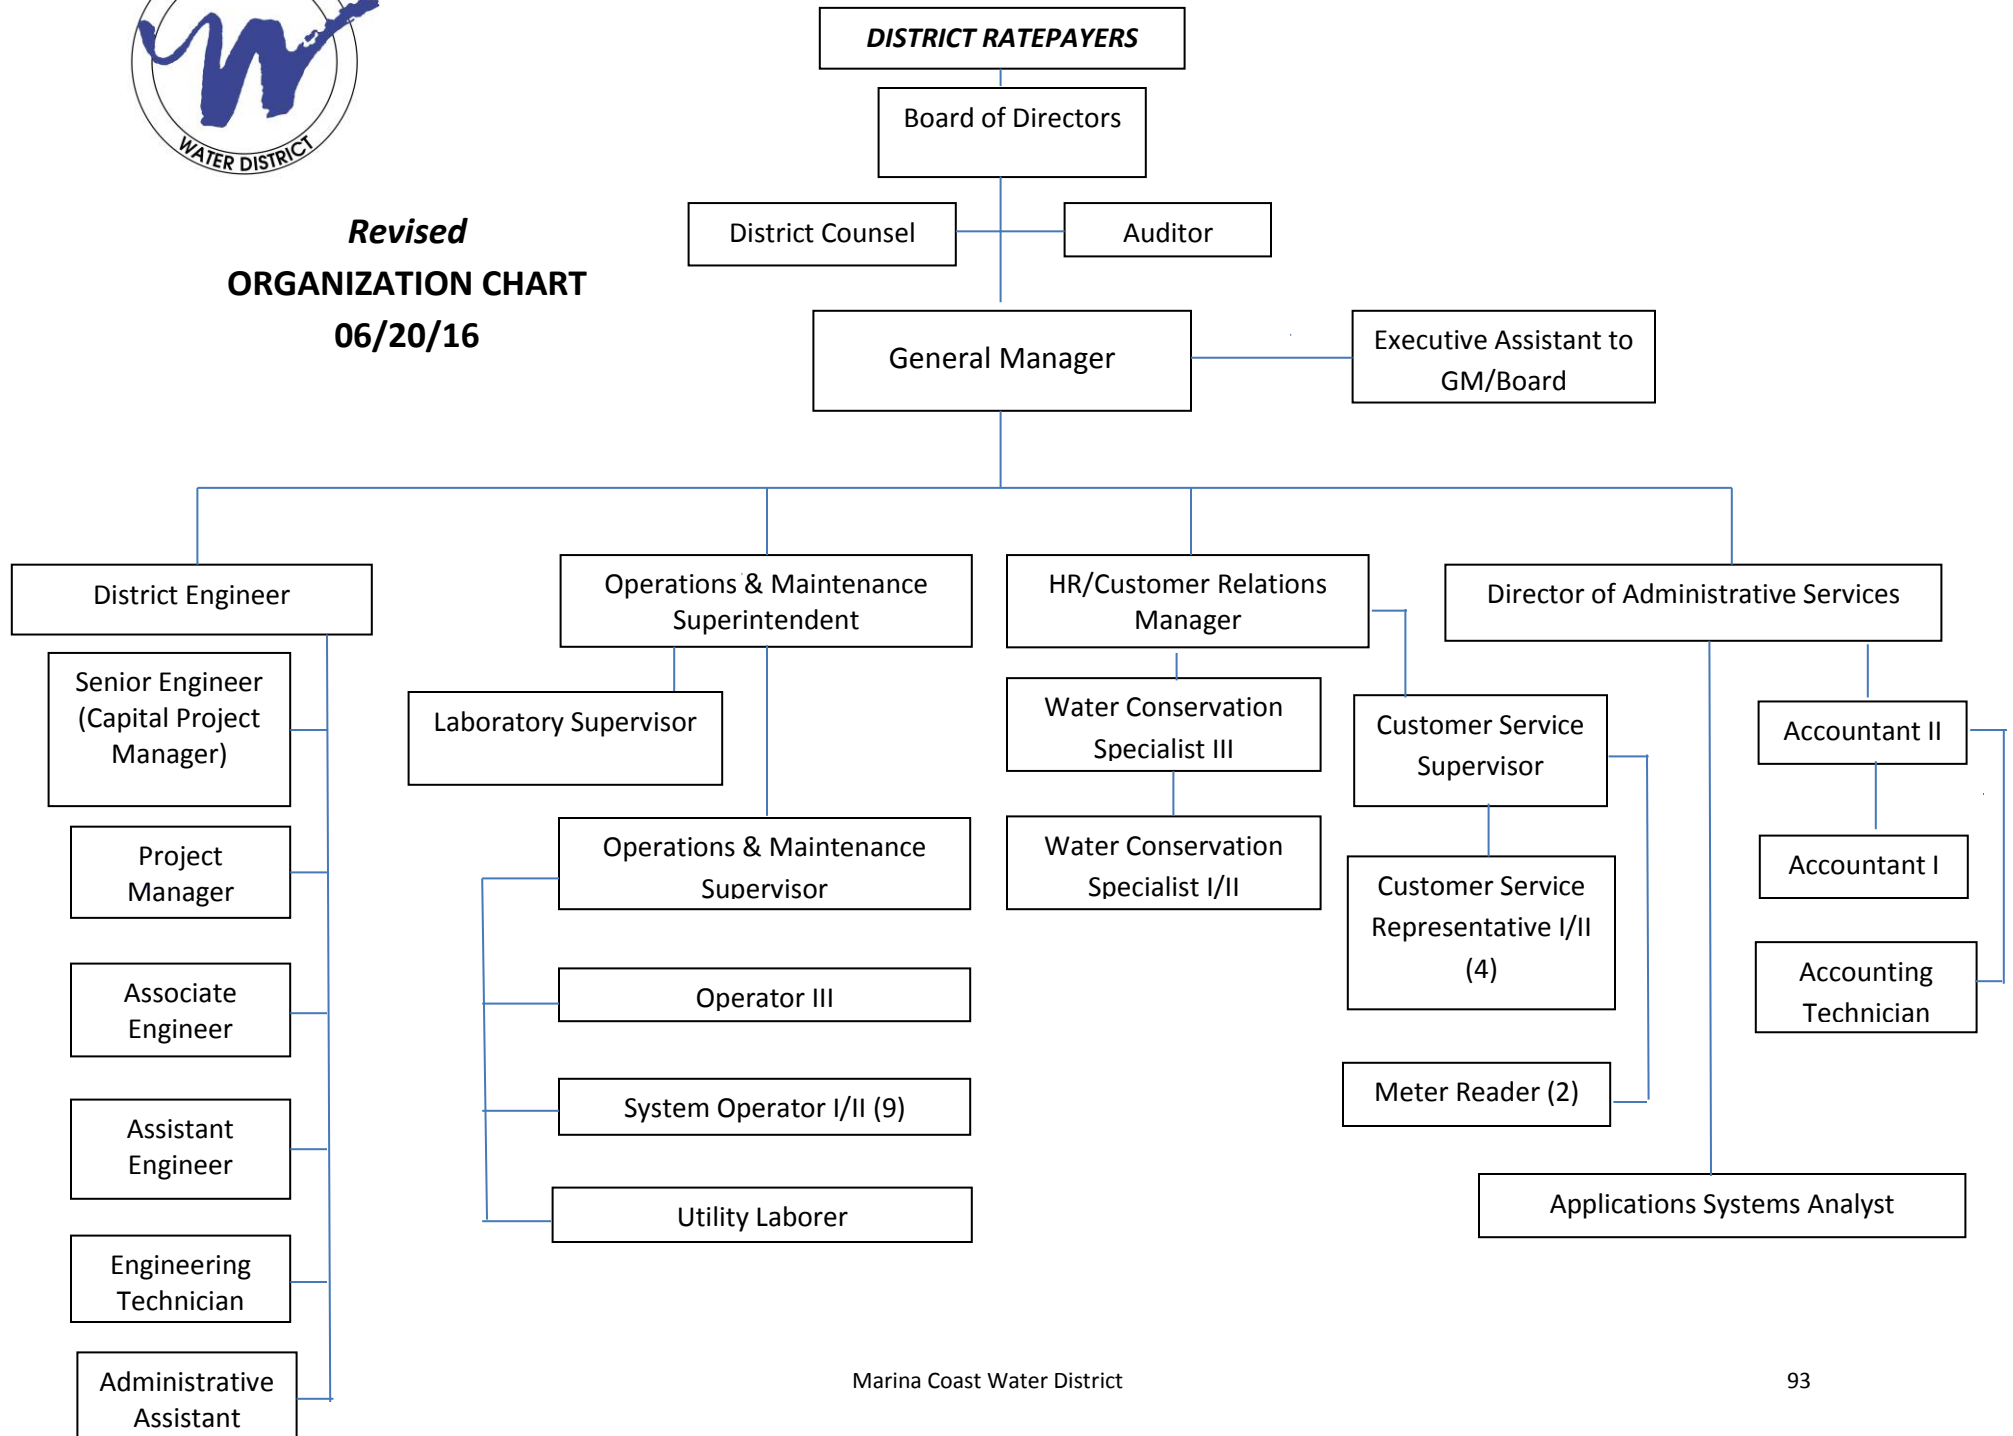 WATER DISTRICT
Revised
ORGANIZATION CHART
06/20/16
DISTRICT RATEPAYERS
Board of Directors
District Counsel
Auditor
General Manager
Executive Assistant to
GM/Board
District Engineer
Senior Engineer
(Capital Project
Manager)
Project
Manager
Associate
Engineer
Assistant
Engineer
Engineering
Technician
Administrative
Assistant
Operations & Maintenance
Superintendent
Laboratory Supervisor
Operations & Maintenance
Supervisor
Operator III
System Operator I/II (9)
Utility Laborer
HR/Customer Relations
Manager
Water Conservation
Specialist III
Water Conservation
Specialist I/II
Customer Service
Supervisor
Customer Service
Representative I/II
(4)
Meter Reader (2)
Director of Administrative Services
Accountant II
Accountant I
Accounting
Technician
Applications Systems Analyst
Marina Coast Water District
93